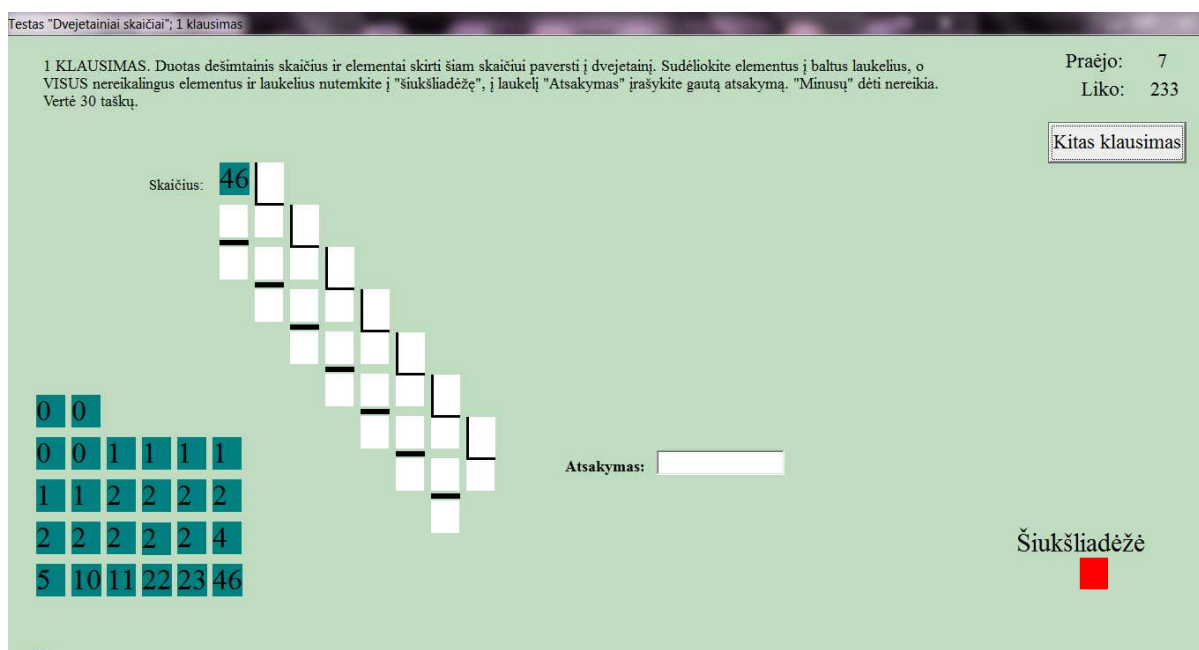 Testas "Dvejetainiai skaičiai"; 1 klausimas
1 KLAUSIMAS. Duotas dešimtainis skaičius ir elementai skirti šiam skaičiui paversti į dvejetainį. Sudėliokite elementus į baltus laukelius, o
VISUS nereikalingus elementus ir laukelius nutemkite į "šiukšliadėžę", į laukelį "Atsakymas" įrašykite gautą atsakymą. "Minusų" dėti nereikia.
Vertė 30 taškų.
Praėjo: 7
Liko: 233
Kitas klausimas
Skaičius: 46
0 0
0 0 1 1 1 1
1 1 2 2 2 2
2 2 2 2 2 4
5 10 11 22 23 46
Atsakymas:
Šiukšliadėžė